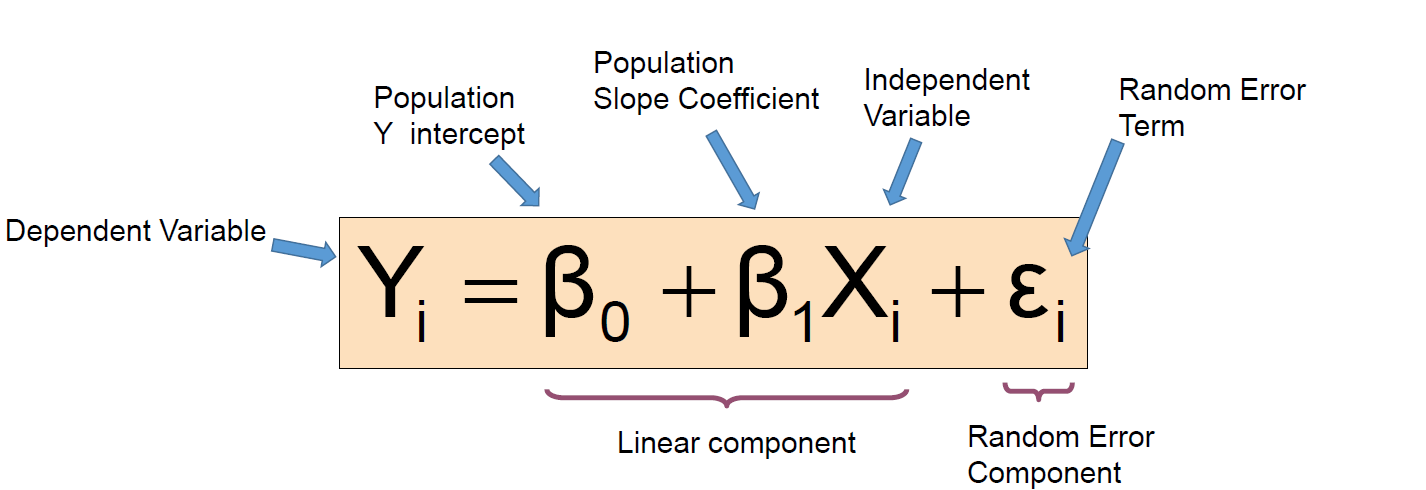 Population
Slope Coefficient
Independent
Variable
Random Error
Term
Population
Y intercept
Dependent Variable
Yᵢ = β₀ + β₁Xᵢ + εᵢ
Linear component
Random Error
Component